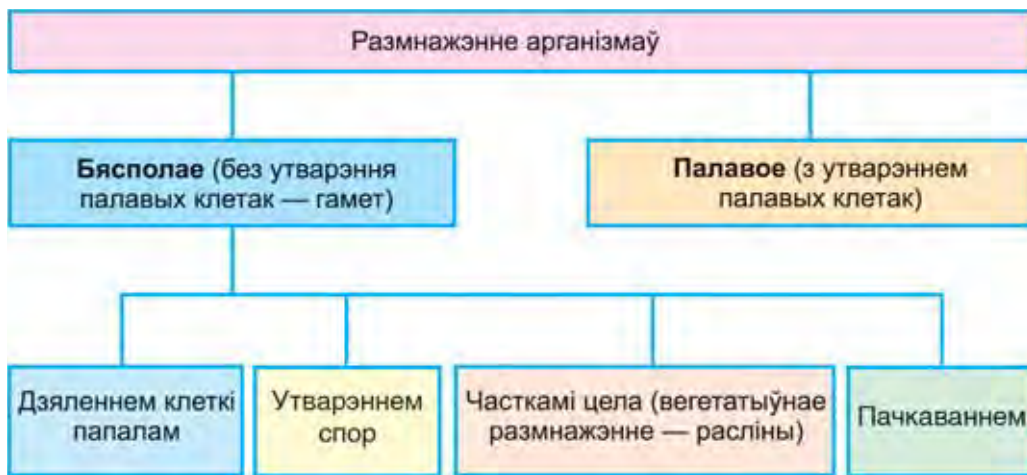 Размнажэнне арганізмаў
Бясполае (без утварэння
палавых клетак — гамет)
Палавое (з утварэннем
палавых клетак)
Дзяленнем клеткі
папалам
Утварэннем
спор
Часткамі цела (вегетатыўнае
размнажэнне — расліны)
Пачкаваннем